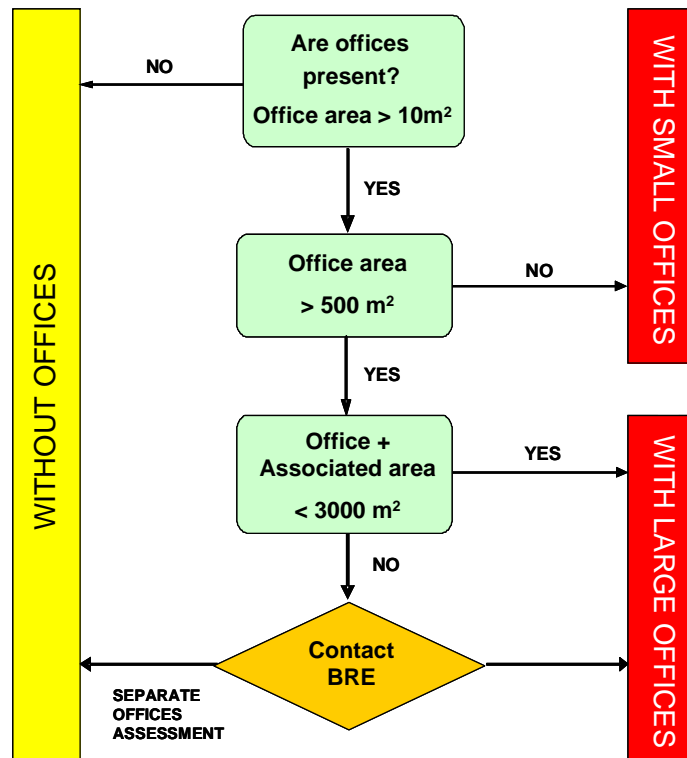 Are offices
present?
Office area > 10m²
NO
YES
WITH SMALL OFFICES
Office area
> 500 m²
NO
YES
WITHOUT OFFICES
Office +
Associated area
< 3000 m²
YES
NO
WITH LARGE OFFICES
Contact
BRE
SEPARATE
OFFICES
ASSESSMENT